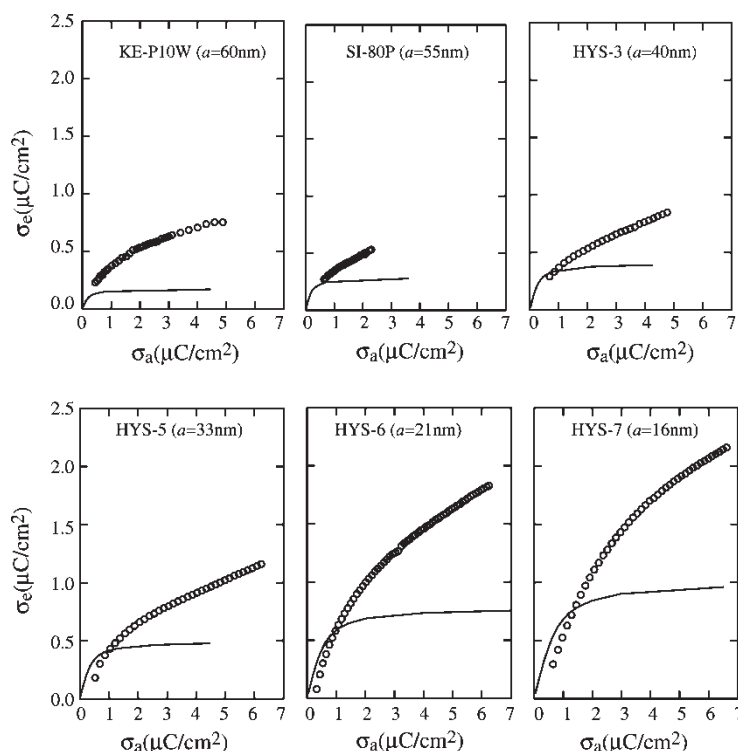 2.5
2.0
1.5
1.0
0.5
0.0
σe(μC/cm²)
KE-P10W (a=60nm)
0 1 2 3 4 5 6 7
σa(μC/cm²)
SI-80P (a=55nm)
0 1 2 3 4 5 6 7
σa(μC/cm²)
HYS-3 (a=40nm)
0 1 2 3 4 5 6 7
σa(μC/cm²)
2.5
2.0
1.5
1.0
0.5
0.0
σe(μC/cm²)
HYS-5 (a=33nm)
0 1 2 3 4 5 6 7
σa(μC/cm²)
HYS-6 (a=21nm)
0 1 2 3 4 5 6 7
σa(μC/cm²)
HYS-7 (a=16nm)
0 1 2 3 4 5 6 7
σa(μC/cm²)